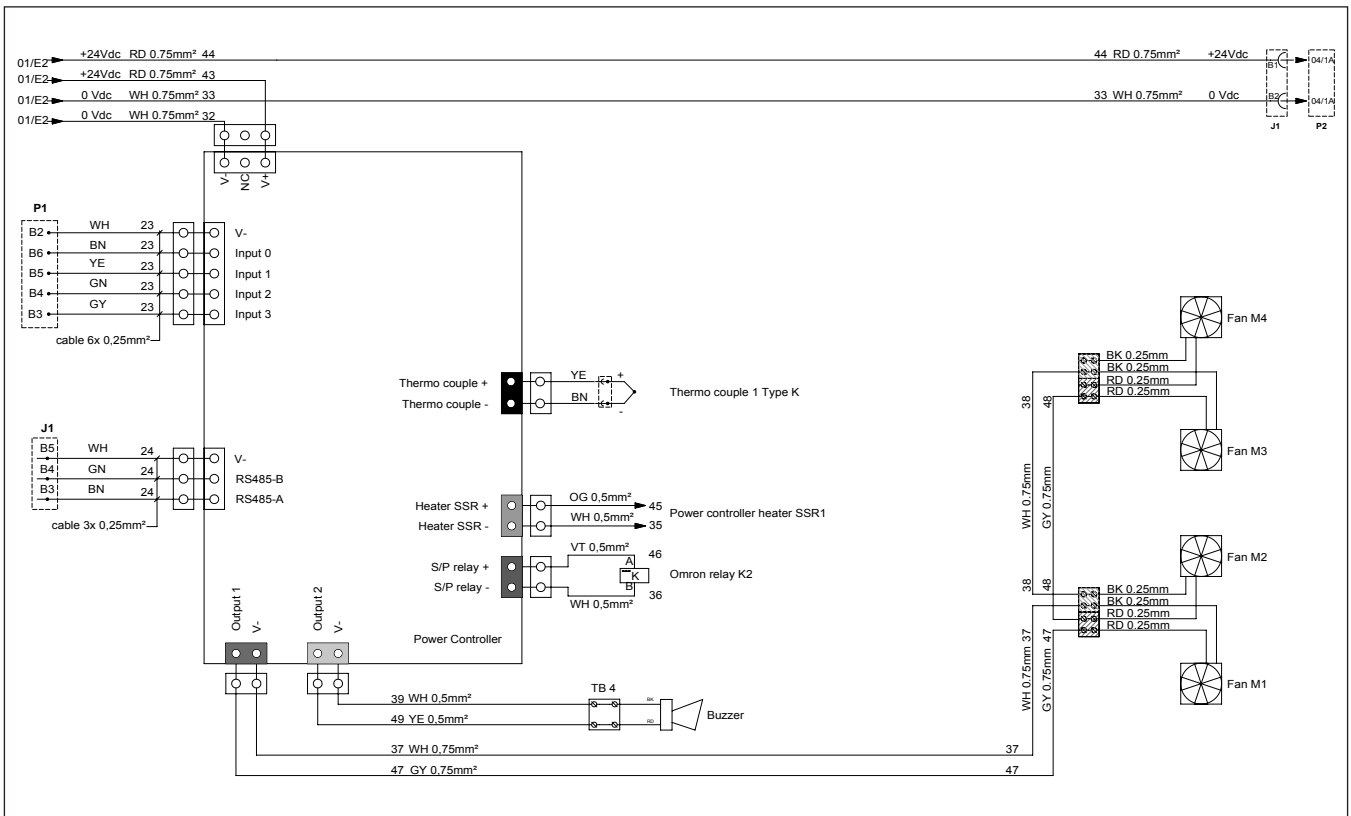 01/E2 +24Vdc RD 0.75mm² 44 44 RD 0.75mm² +24Vdc B1 04/1A
01/E2 +24Vdc RD 0.75mm² 43
01/E2 0 Vdc WH 0.75mm² 33 33 WH 0.75mm² 0 Vdc B2 04/1A
01/E2 0 Vdc WH 0.75mm² 32
J1 P2
V- NC V+
P1
B2 WH 23 V-
B6 BN 23 Input 0
B5 YE 23 Input 1
B4 GN 23 Input 2
B3 GY 23 Input 3
cable 6x 0,25mm²
Thermo couple + YE +
Thermo couple - BN -
Thermo couple 1 Type K
J1
B5 WH 24 V-
B4 GN 24 RS485-B
B3 BN 24 RS485-A
cable 3x 0,25mm²
Heater SSR + OG 0,5mm² 45
Heater SSR - WH 0,5mm² 35
Power controller heater SSR1
S/P relay + VT 0,5mm² A 46
K Omron relay K2
S/P relay - WH 0,5mm² B 36
Output 1 V- Output 2 V-
Power Controller
39 WH 0,5mm² TB 4 BK
49 YE 0,5mm² RD
Buzzer
37 WH 0,75mm² 37
47 GY 0,75mm² 47
Fan M4
BK 0.25mm
BK 0.25mm
RD 0.25mm
RD 0.25mm
38 48
Fan M3
WH 0.75mm² GY 0.75mm²
Fan M2
38 48
BK 0.25mm
BK 0.25mm
RD 0.25mm
RD 0.25mm
WH 0.75mm² 37 GY 0.75mm² 47
Fan M1